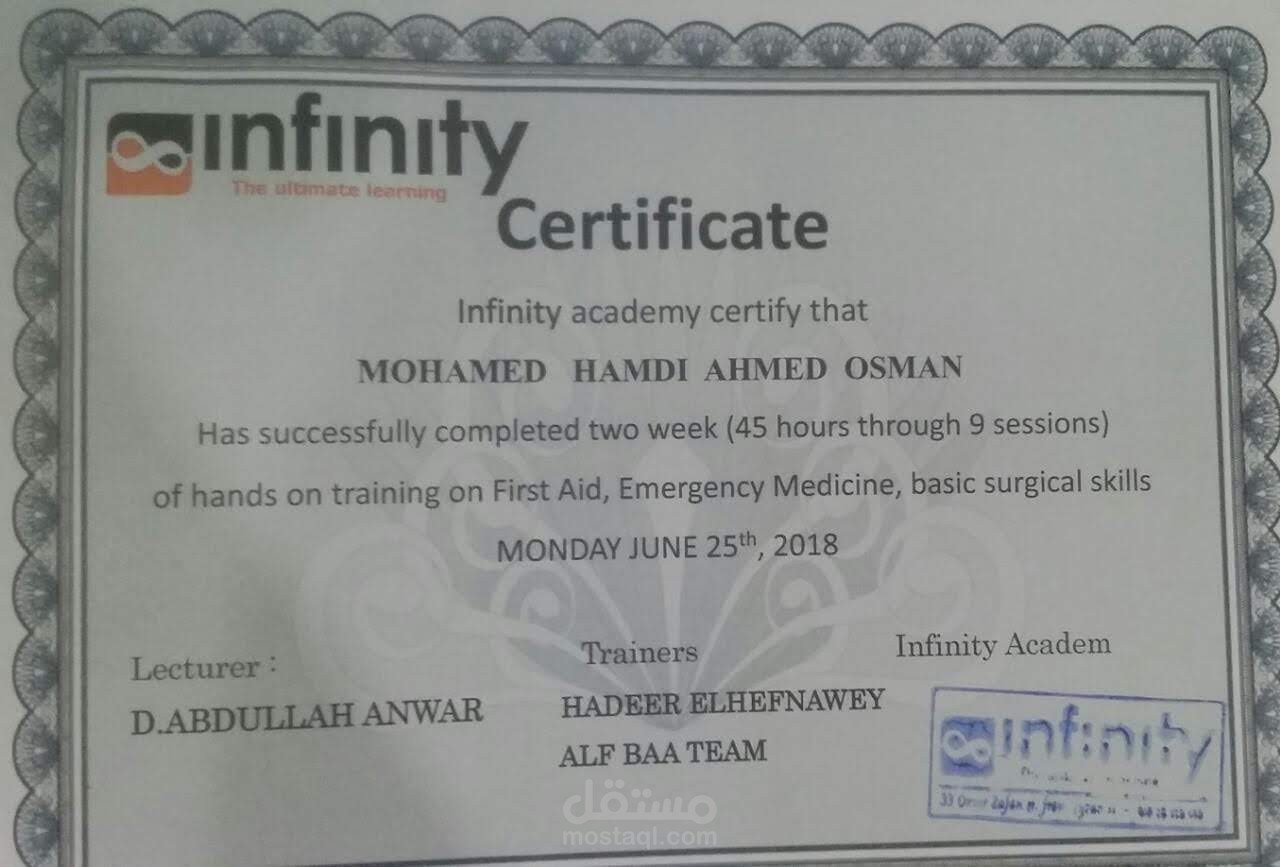 infinity
The ultimate learning
Certificate
Infinity academy certify that
MOHAMED HAMDI AHMED OSMAN
Has successfully completed two week (45 hours through 9 sessions)
of hands on training on First Aid, Emergency Medicine, basic surgical skills
MONDAY JUNE 25th, 2018
Lecturer :
D.ABDULLAH ANWAR
Trainers
HADEER ELHEFNAWEY
ALF BAA TEAM
Infinity Academ
infinity
33
مستقل
mostaql.com